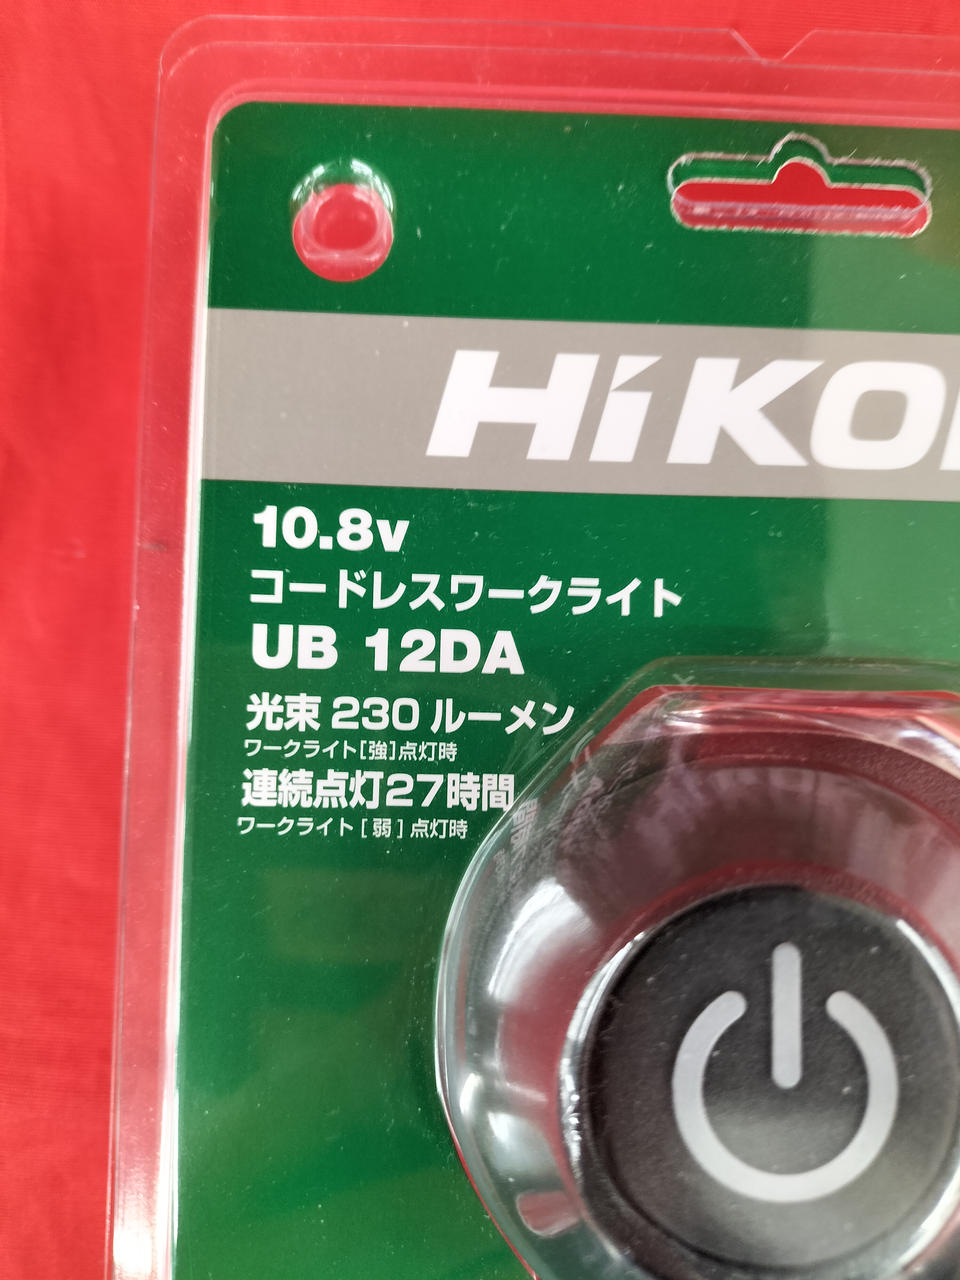 HiKO
10.8v
コードレスワークライト
UB 12DA
光束 230 ルーメン
ワークライト[強]点灯時
連続点灯27時間
ワークライト [ 弱 ] 点灯時